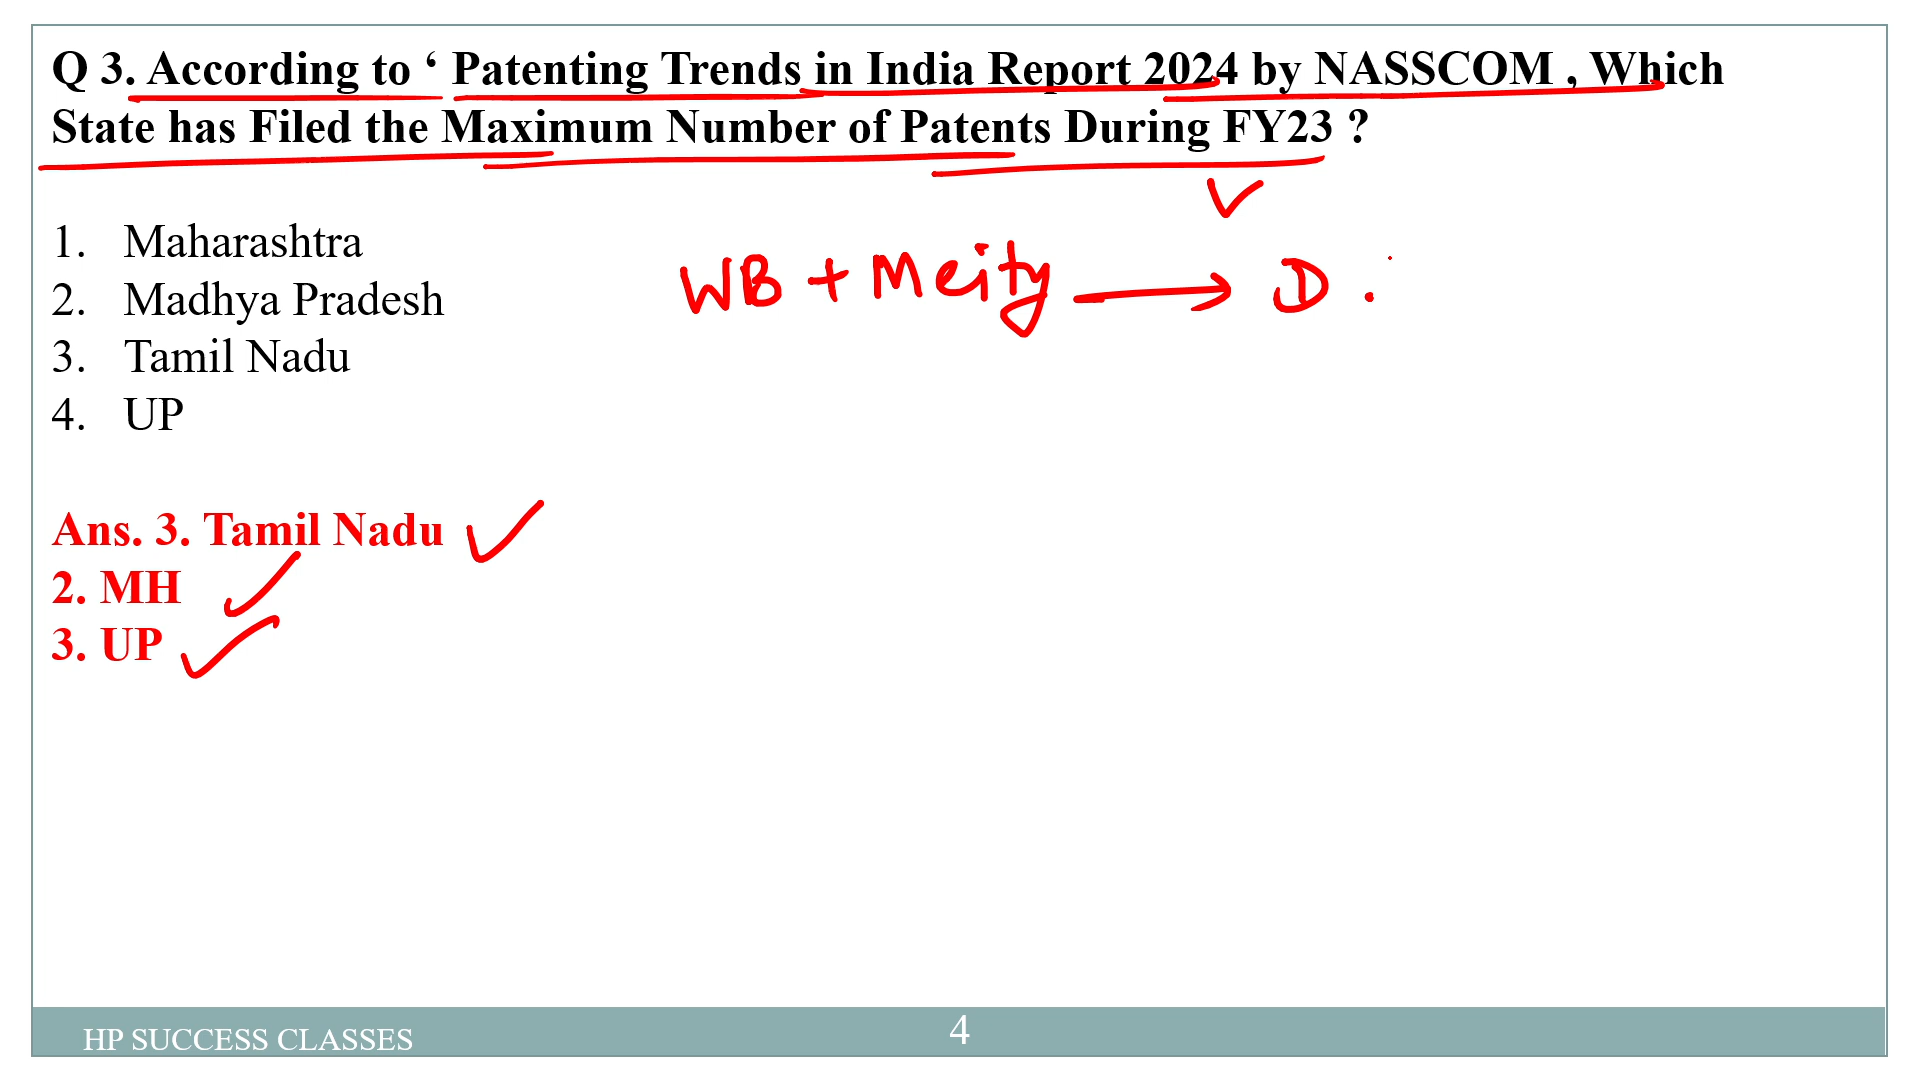 Q 3. According to ‘ Patenting Trends in India Report 2024 by NASSCOM , Which
State has Filed the Maximum Number of Patents During FY23 ?
1. Maharashtra
2. Madhya Pradesh
3. Tamil Nadu
4. UP
WB + Meity → D .
Ans. 3. Tamil Nadu
2. MH
3. UP
HP SUCCESS CLASSES
4